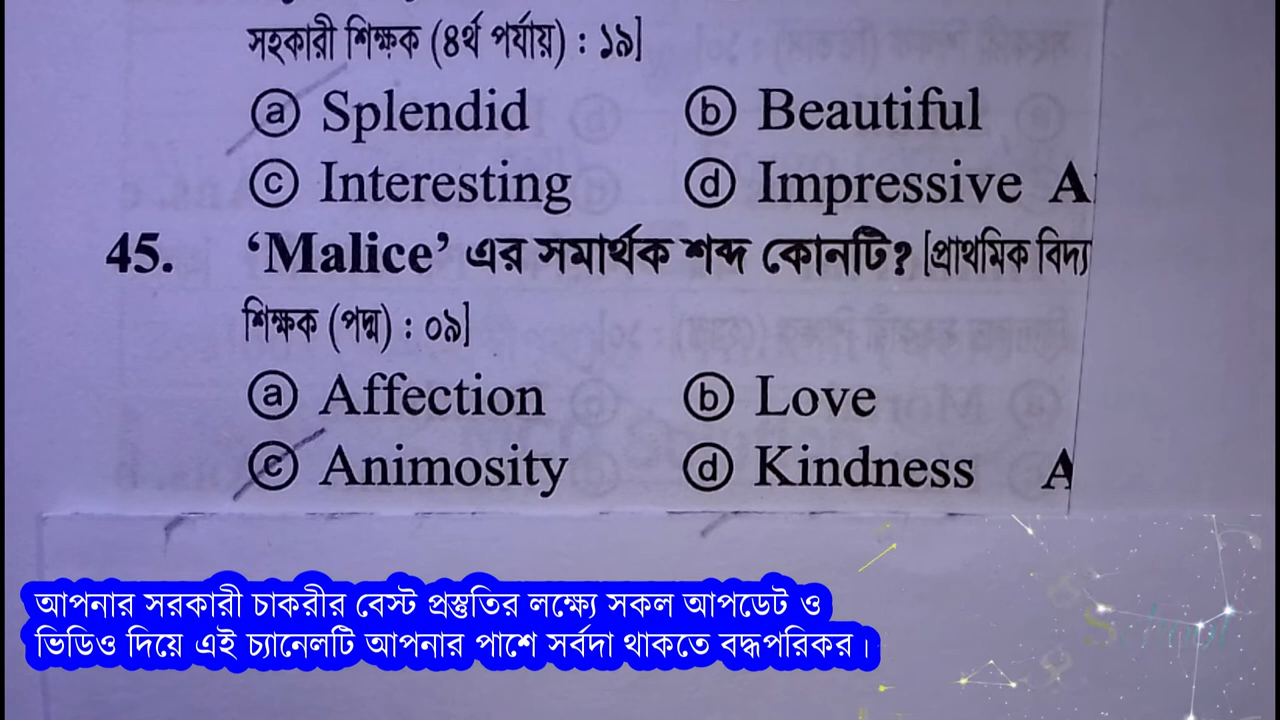 সহকারী শিক্ষক (৪র্থ পর্যায়) : ১৯]
ⓐ Splendid ⓑ Beautiful
ⓒ Interesting ⓓ Impressive A
45. ‘Malice’ এর সমার্থক শব্দ কোনটি? [প্রাথমিক বিদ্য
শিক্ষক (পদ্ম) : ০৯]
ⓐ Affection ⓑ Love
ⓒ Animosity ⓓ Kindness A
আপনার সরকারী চাকরীর বেস্ট প্রস্তুতির লক্ষ্যে সকল আপডেট ও
ভিডিও দিয়ে এই চ্যানেলটি আপনার পাশে সর্বদা থাকতে বদ্ধপরিকর।
School